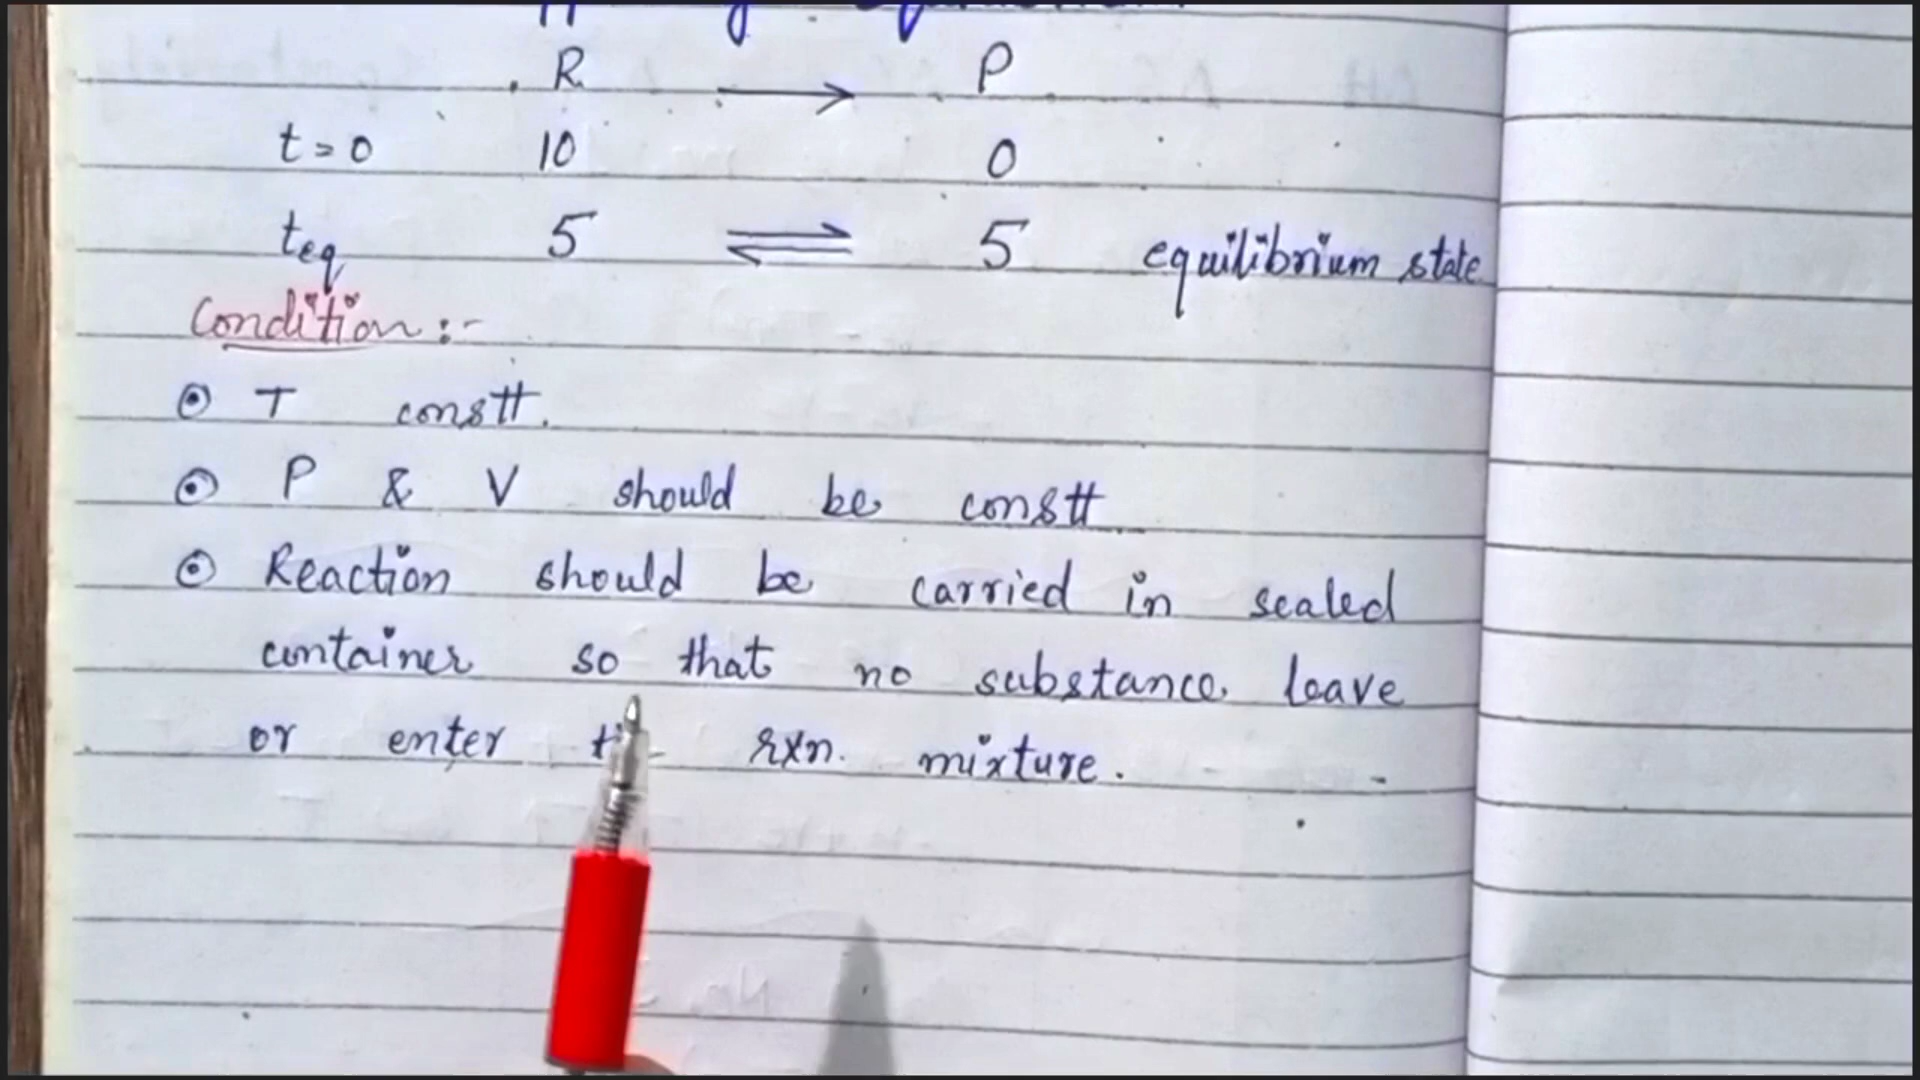 R → P
t=0 10 0
teq 5 ⇌ 5 equilibrium state
Condition :-
⊙ T constt.
⊙ P & V should be constt
⊙ Reaction should be carried in sealed
container so that no substance leave
or enter rxn. mixture.